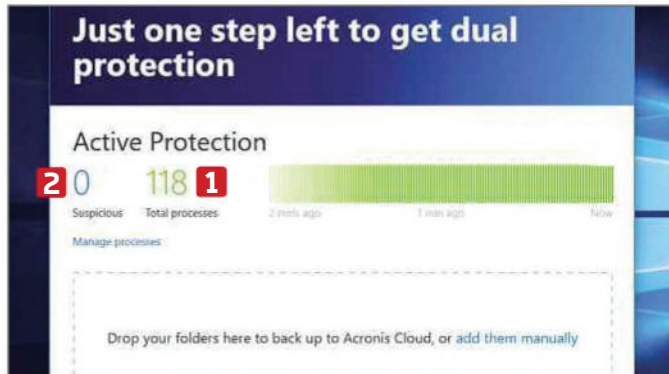 Just one step left to get dual
protection
Active Protection
2 0 118 1
Suspicious Total processes 2 mins ago 1 min ago Now
Manage processes
Drop your folders here to back up to Acronis Cloud, or add them manually